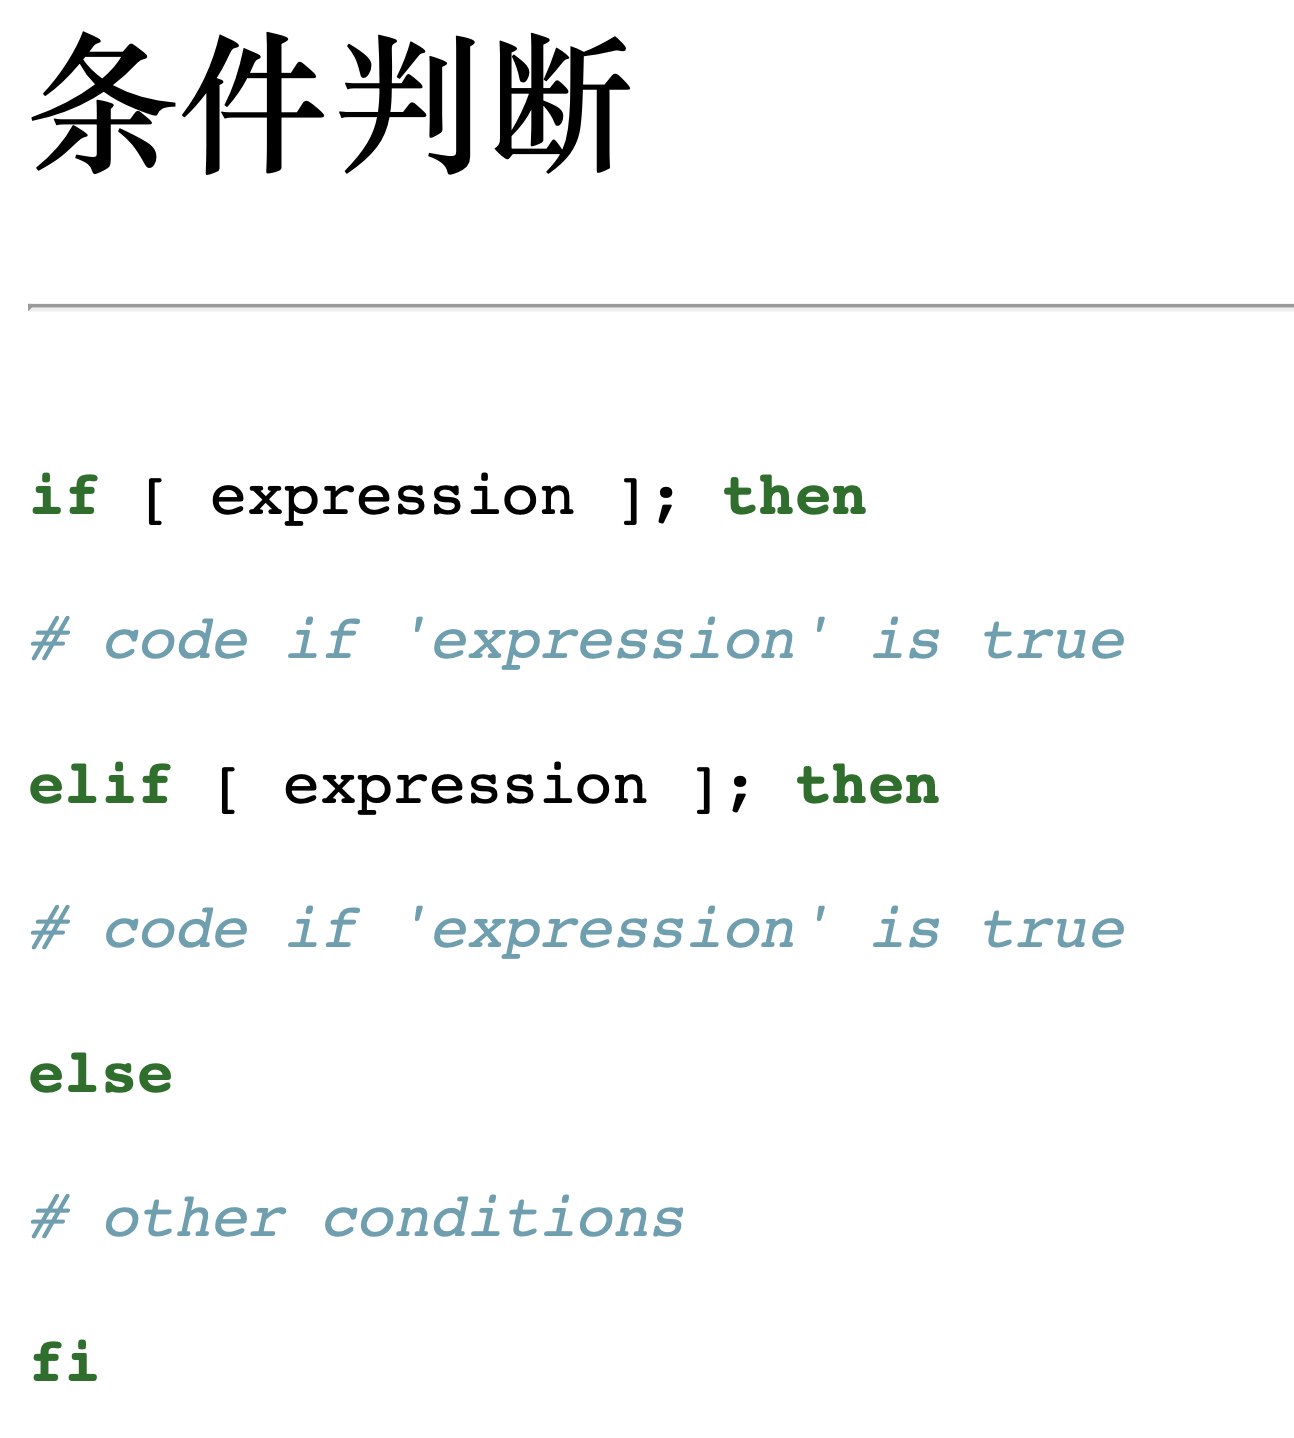 条件判断
if [ expression ]; then
# code if 'expression' is true
elif [ expression ]; then
# code if 'expression' is true
else
# other conditions
fi